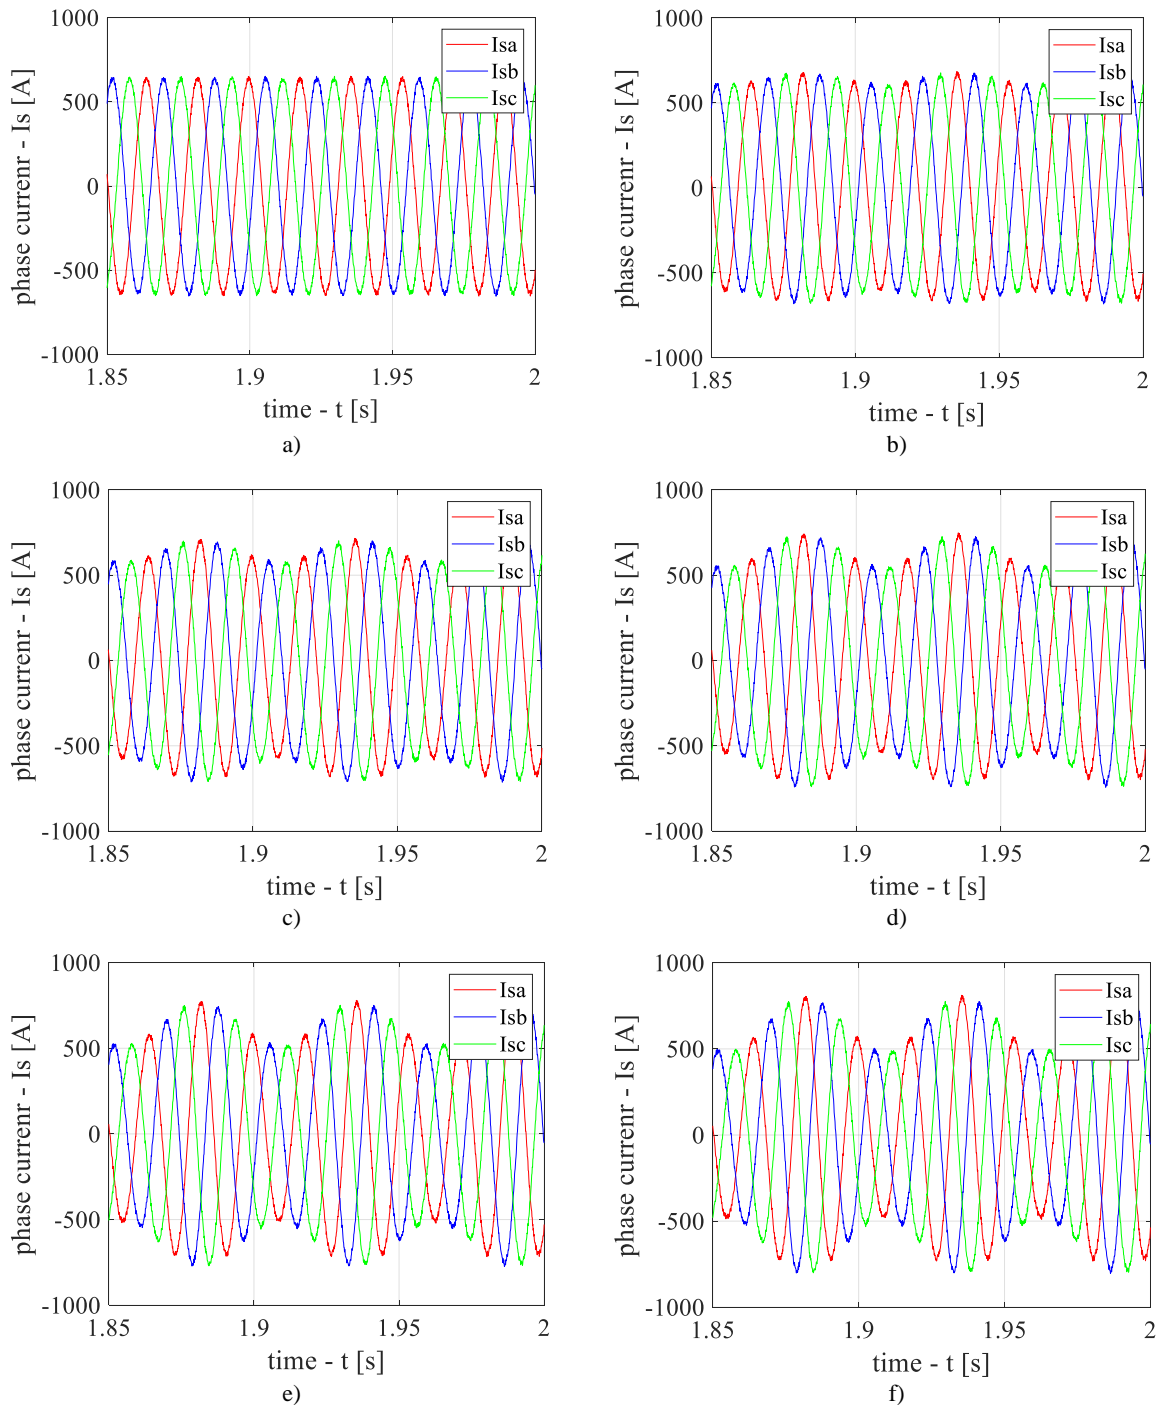 1000
500
0
-500
-1000
phase currenr - Is [A]
Isa
Isb
Isc
1.85 1.9 1.95 2
time - t [s]
a)
1000
500
0
-500
-1000
phase currenr - Is [A]
Isa
Isb
Isc
1.85 1.9 1.95 2
time - t [s]
b)
1000
500
0
-500
-1000
phase currenr - Is [A]
Isa
Isb
Isc
1.85 1.9 1.95 2
time - t [s]
c)
1000
500
0
-500
-1000
phase currenr - Is [A]
Isa
Isb
Isc
1.85 1.9 1.95 2
time - t [s]
d)
1000
500
0
-500
-1000
phase currenr - Is [A]
Isa
Isb
Isc
1.85 1.9 1.95 2
time - t [s]
e)
1000
500
0
-500
-1000
phase currenr - Is [A]
Isa
Isb
Isc
1.85 1.9 1.95 2
time - t [s]
f)